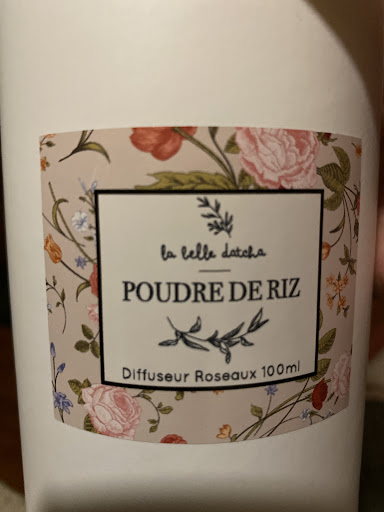 la belle datcha
POUDRE DE RIZ
Diffuseur Roseaux 100ml